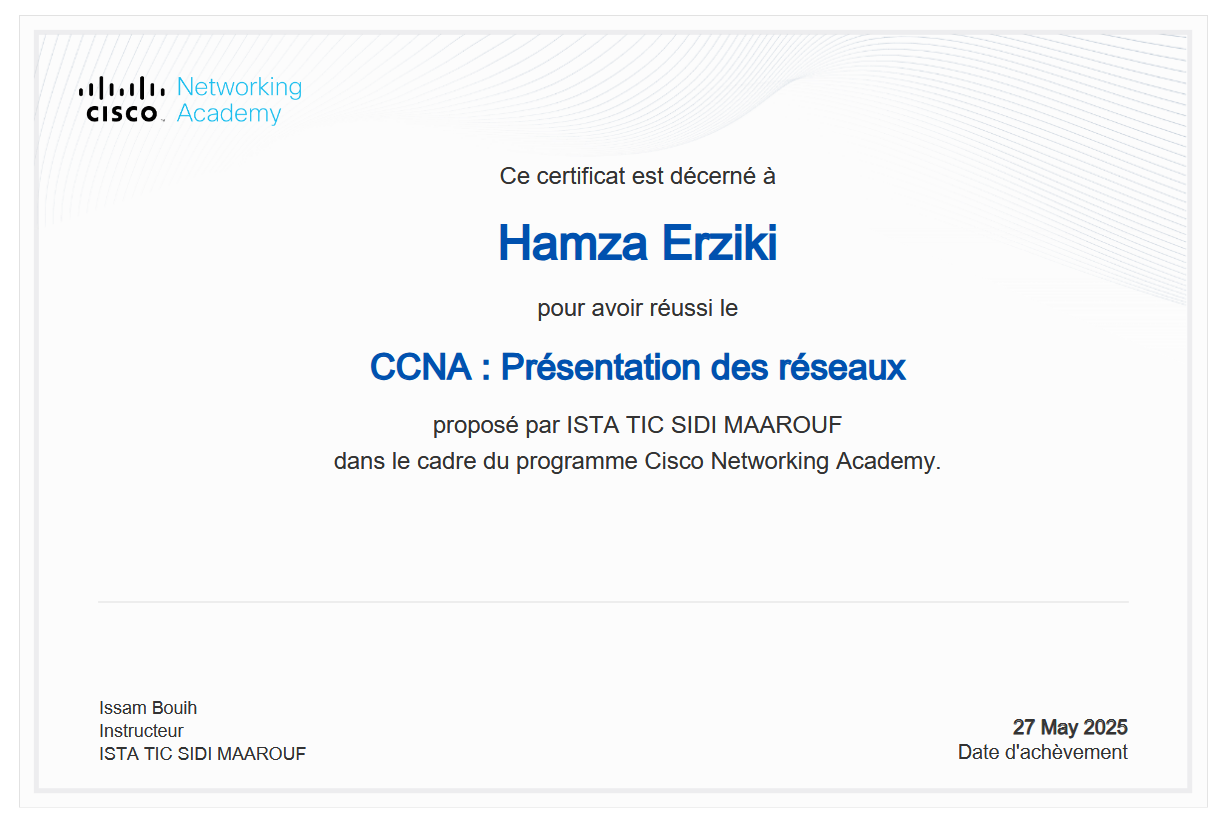 cisco Networking
Academy
Ce certificat est décerné à
Hamza Erziki
pour avoir réussi le
CCNA : Présentation des réseaux
proposé par ISTA TIC SIDI MAAROUF
dans le cadre du programme Cisco Networking Academy.
Issam Bouih
Instructeur
ISTA TIC SIDI MAAROUF
27 May 2025
Date d'achèvement